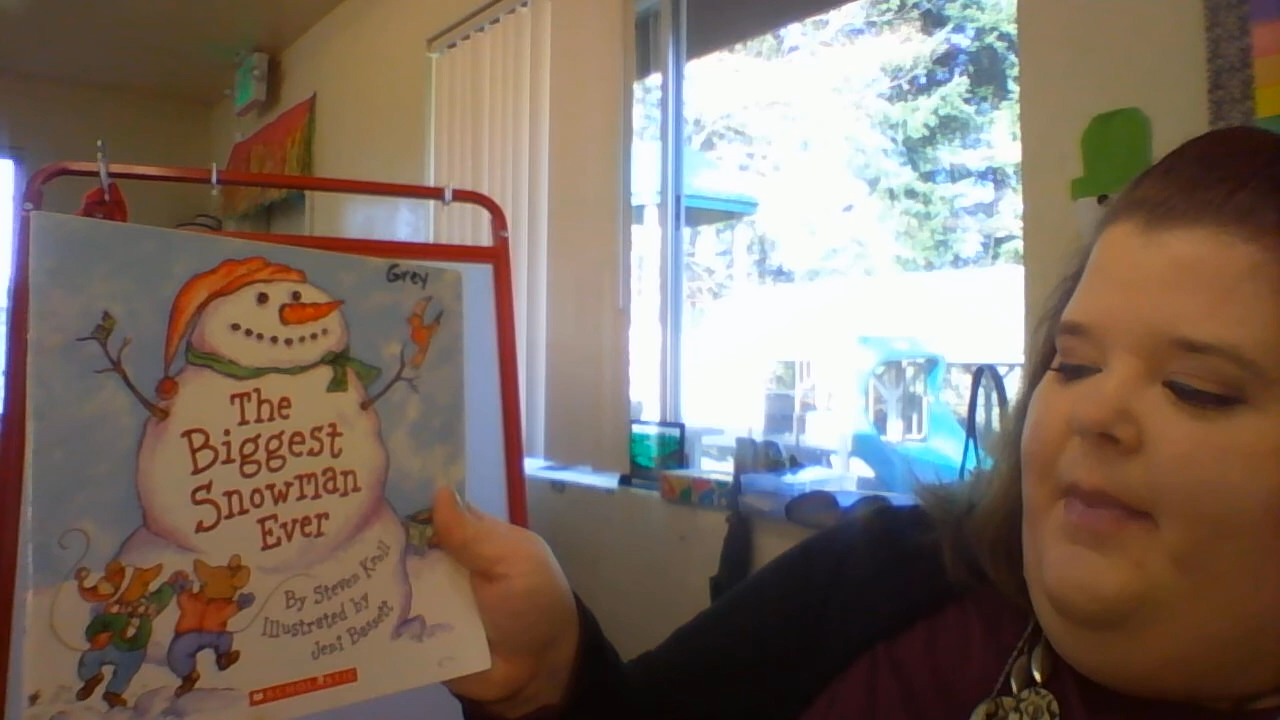 Grey
The
Biggest
Snowman
Ever
By Steven Kroll
Illustrated by
Jeni Bassett
SCHOLASTIC